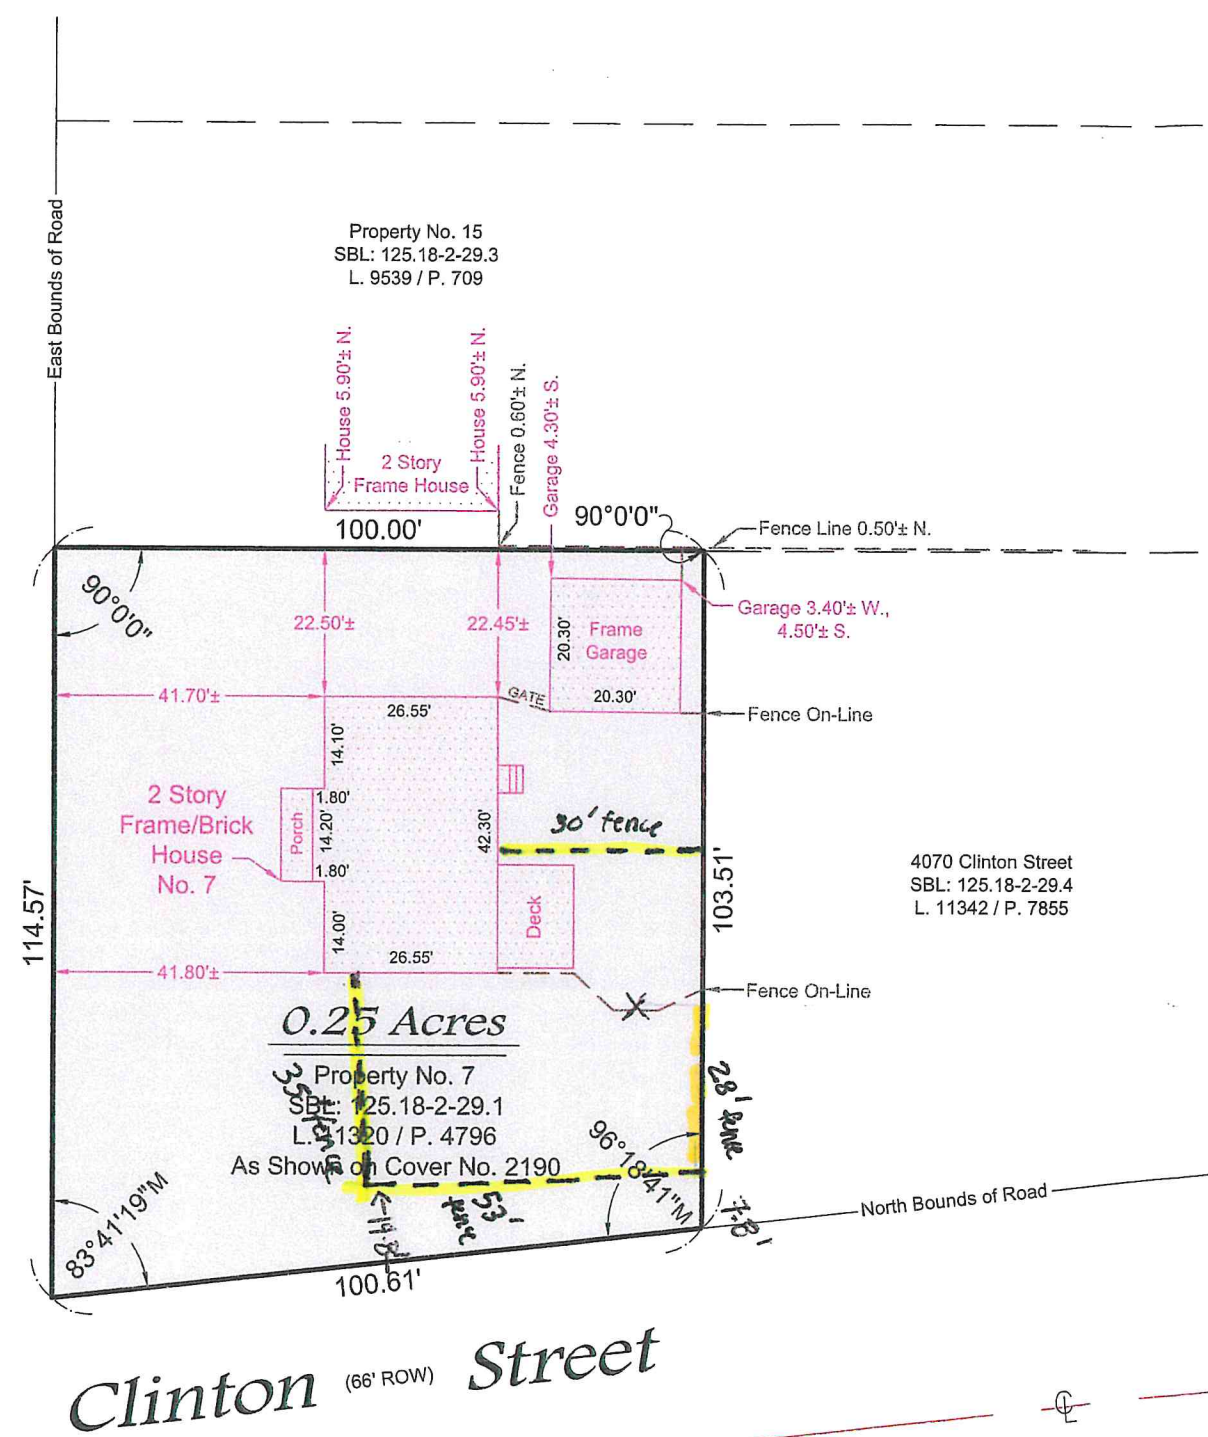 East Bounds of Road
Property No. 15
SBL: 125.18-2-29.3
L. 9539 / P. 709
House 5.90'± N.
House 5.90'± N.
Fence 0.60'± N.
Garage 4.30'± S.
2 Story
Frame House
100.00'
90°0'0"
Fence Line 0.50'± N.
90°0'0"
22.50'±
22.45'±
20.30'
Frame
Garage
20.30'
Garage 3.40'± W.,
4.50'± S.
41.70'±
26.55'
GATE
Fence On-Line
14.10'
2 Story
Frame/Brick
House
No. 7
Porch
1.80'
14.20'
1.80'
42.30'
30' fence
103.51'
4070 Clinton Street
SBL: 125.18-2-29.4
L. 11342 / P. 7855
114.57'
14.00'
Deck
26.55'
41.80'±
Fence On-Line
X
0.25 Acres
Property No. 7
SBL: 125.18-2-29.1
L. 11320 / P. 4796
As Shown on Cover No. 2190
35' fence
28' fence
96°18'41"M
53'
fence
7.8'
North Bounds of Road
83°41'19"M
100.61'
Clinton (66' ROW) Street
CL